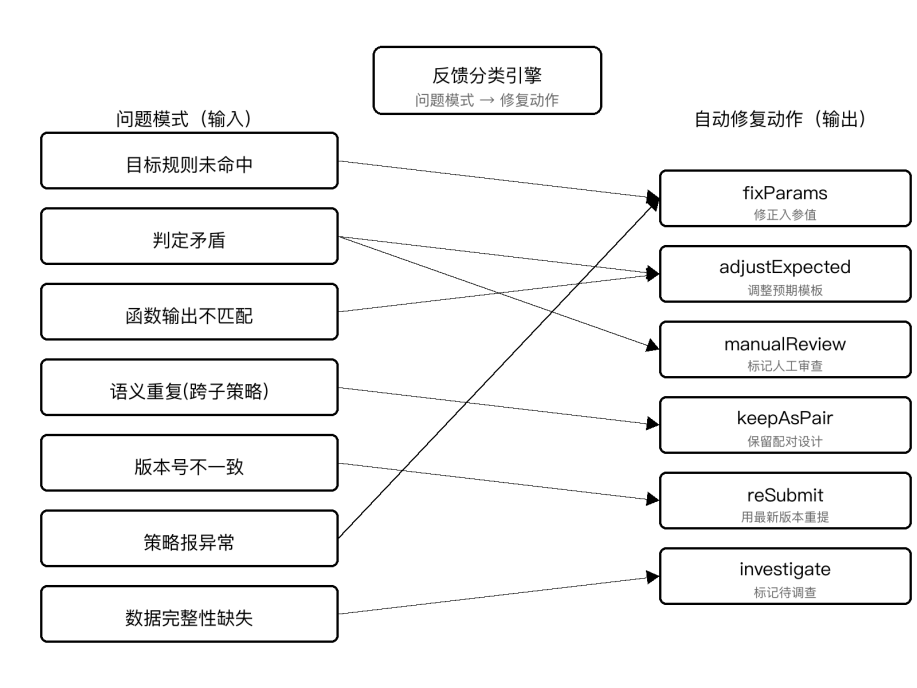 反馈分类引擎
问题模式 → 修复动作
问题模式（输入）
目标规则未命中
判定矛盾
函数输出不匹配
语义重复(跨子策略)
版本号不一致
策略报异常
数据完整性缺失
自动修复动作（输出）
fixParams
修正入参值
adjustExpected
调整预期模板
manualReview
标记人工审查
keepAsPair
保留配对设计
reSubmit
用最新版本重提
investigate
标记待调查